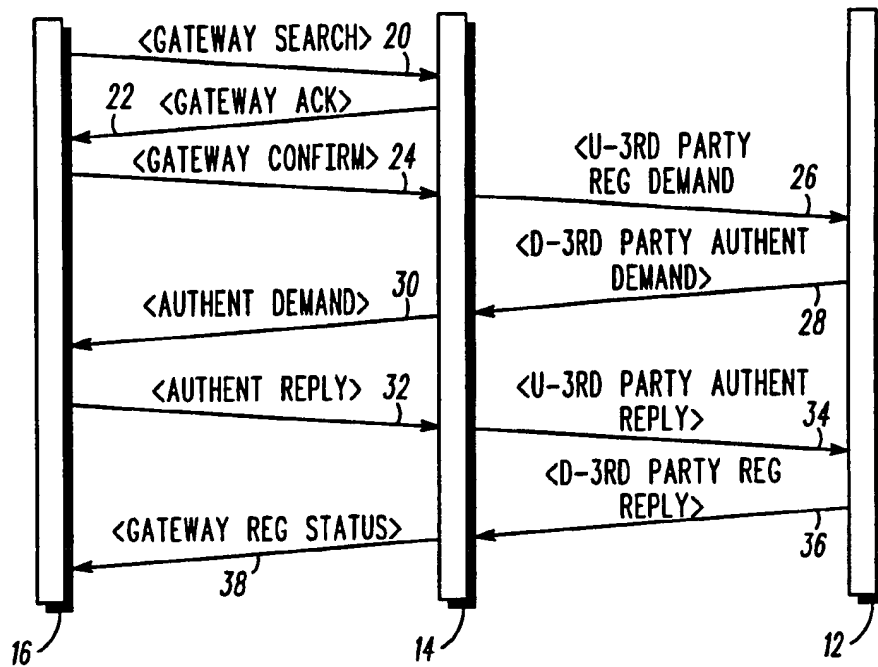 <GATEWAY SEARCH> 20
22 <GATEWAY ACK>
<GATEWAY CONFIRM> 24
<U-3RD PARTY
REG DEMAND 26
<D-3RD PARTY AUTHENT
DEMAND>
28
<AUTHENT DEMAND> 30
<AUTHENT REPLY> 32
<U-3RD PARTY AUTHENT
REPLY> 34
<D-3RD PARTY REG
REPLY>
36
<GATEWAY REG STATUS>
38
16
14
12